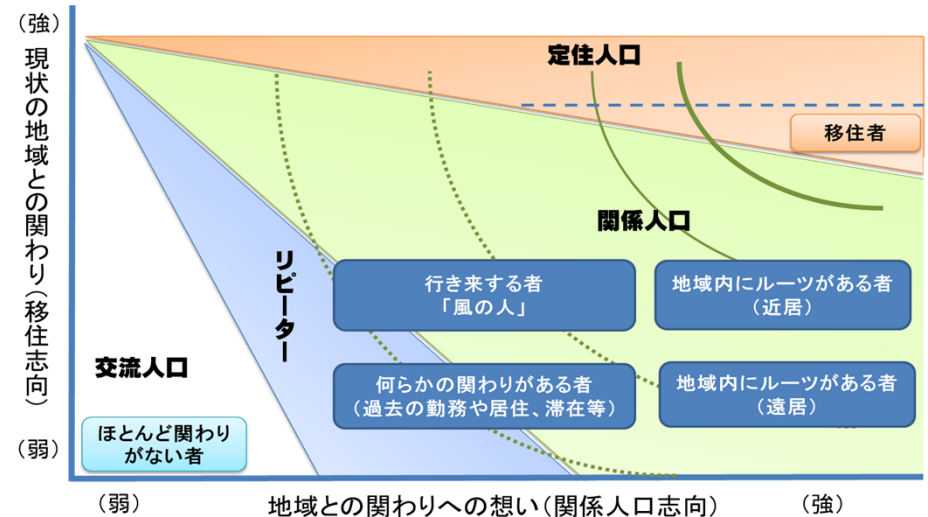 (強)
現状の地域との関わり(移住志向)
(弱)
定住人口
移住者
関係人口
リピーター
行き来する者
「風の人」
地域内にルーツがある者
(近居)
交流人口
何らかの関わりがある者
(過去の勤務や居住、滞在等)
地域内にルーツがある者
(遠居)
ほとんど関わり
がない者
(弱)
地域との関わりへの想い(関係人口志向)
(強)